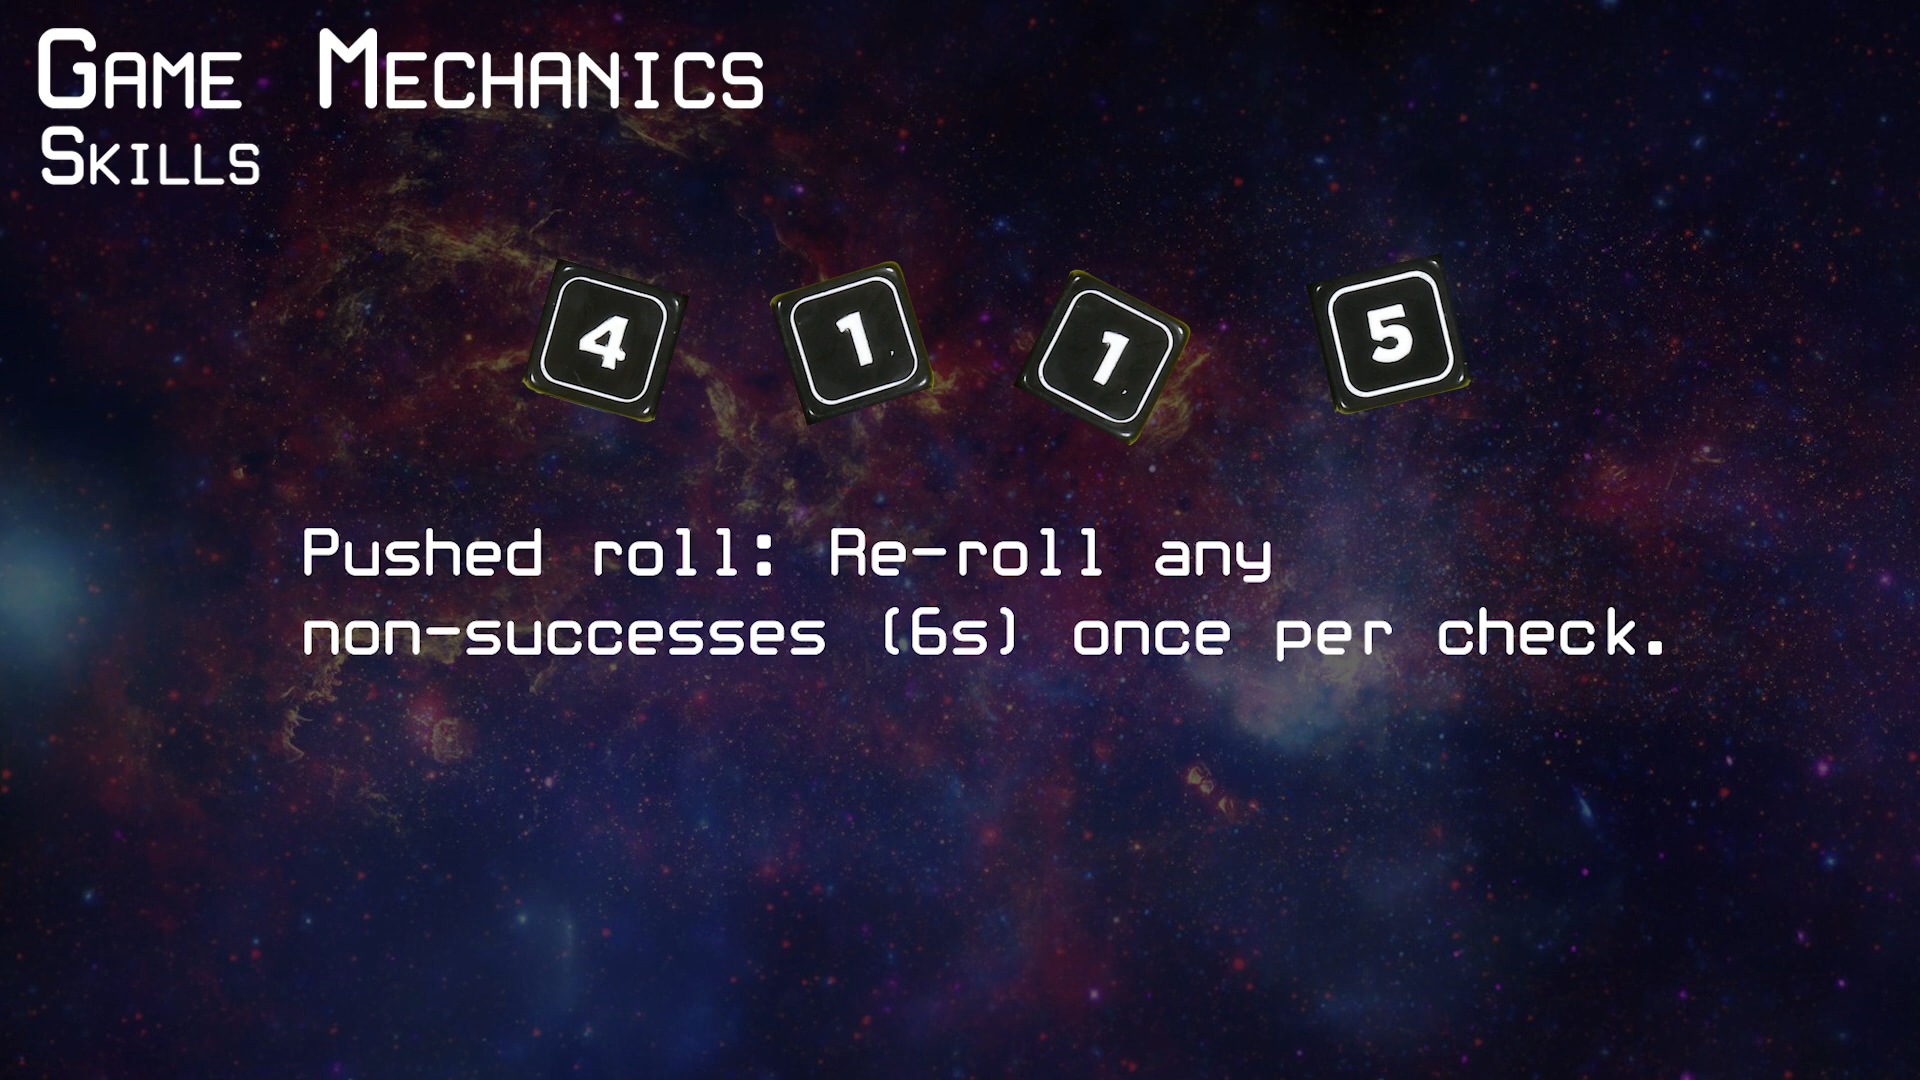 Game Mechanics
Skills
4 1 1 5
Pushed roll: Re-roll any
non-successes (6s) once per check.